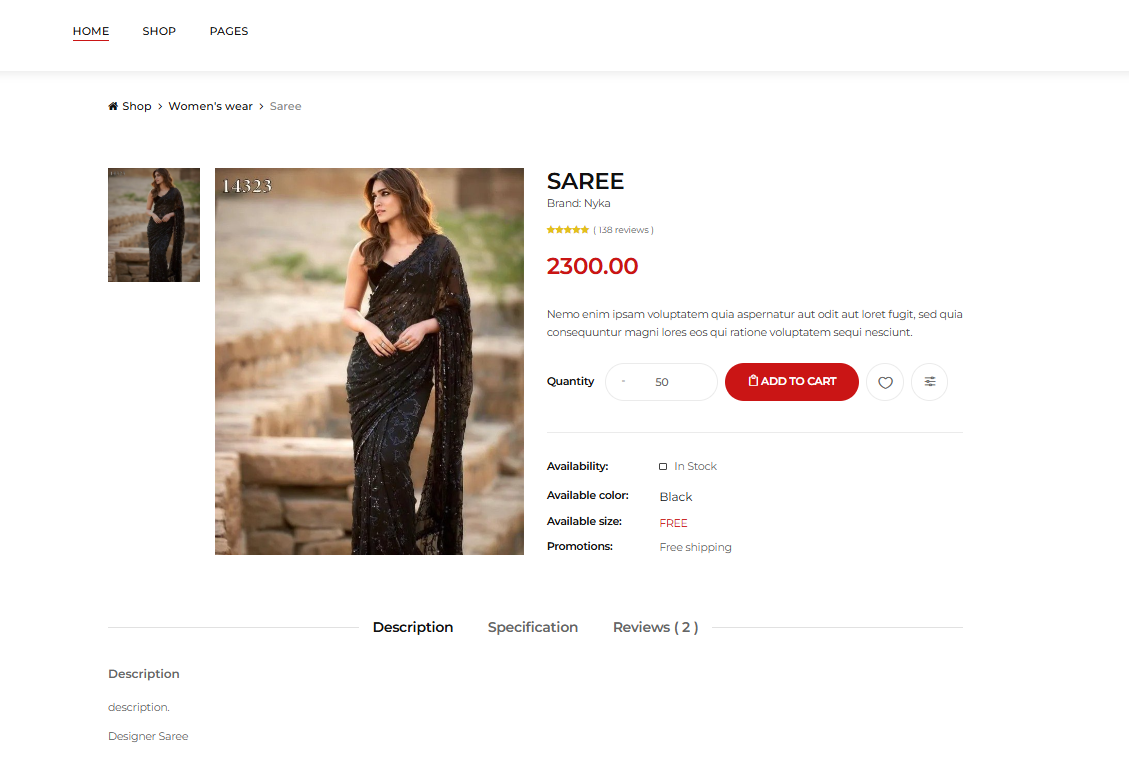 HOME SHOP PAGES
Shop > Women's wear > Saree
14323
SAREE
Brand: Nyka
( 138 reviews )
2300.00
Nemo enim ipsam voluptatem quia aspernatur aut odit aut loret fugit, sed quia
consequuntur magni lores eos qui ratione voluptatem sequi nesciunt.
Quantity - 50 ADD TO CART
Availability: In Stock
Available color: Black
Available size: FREE
Promotions: Free shipping
Description Specification Reviews ( 2 )
Description
description.
Designer Saree